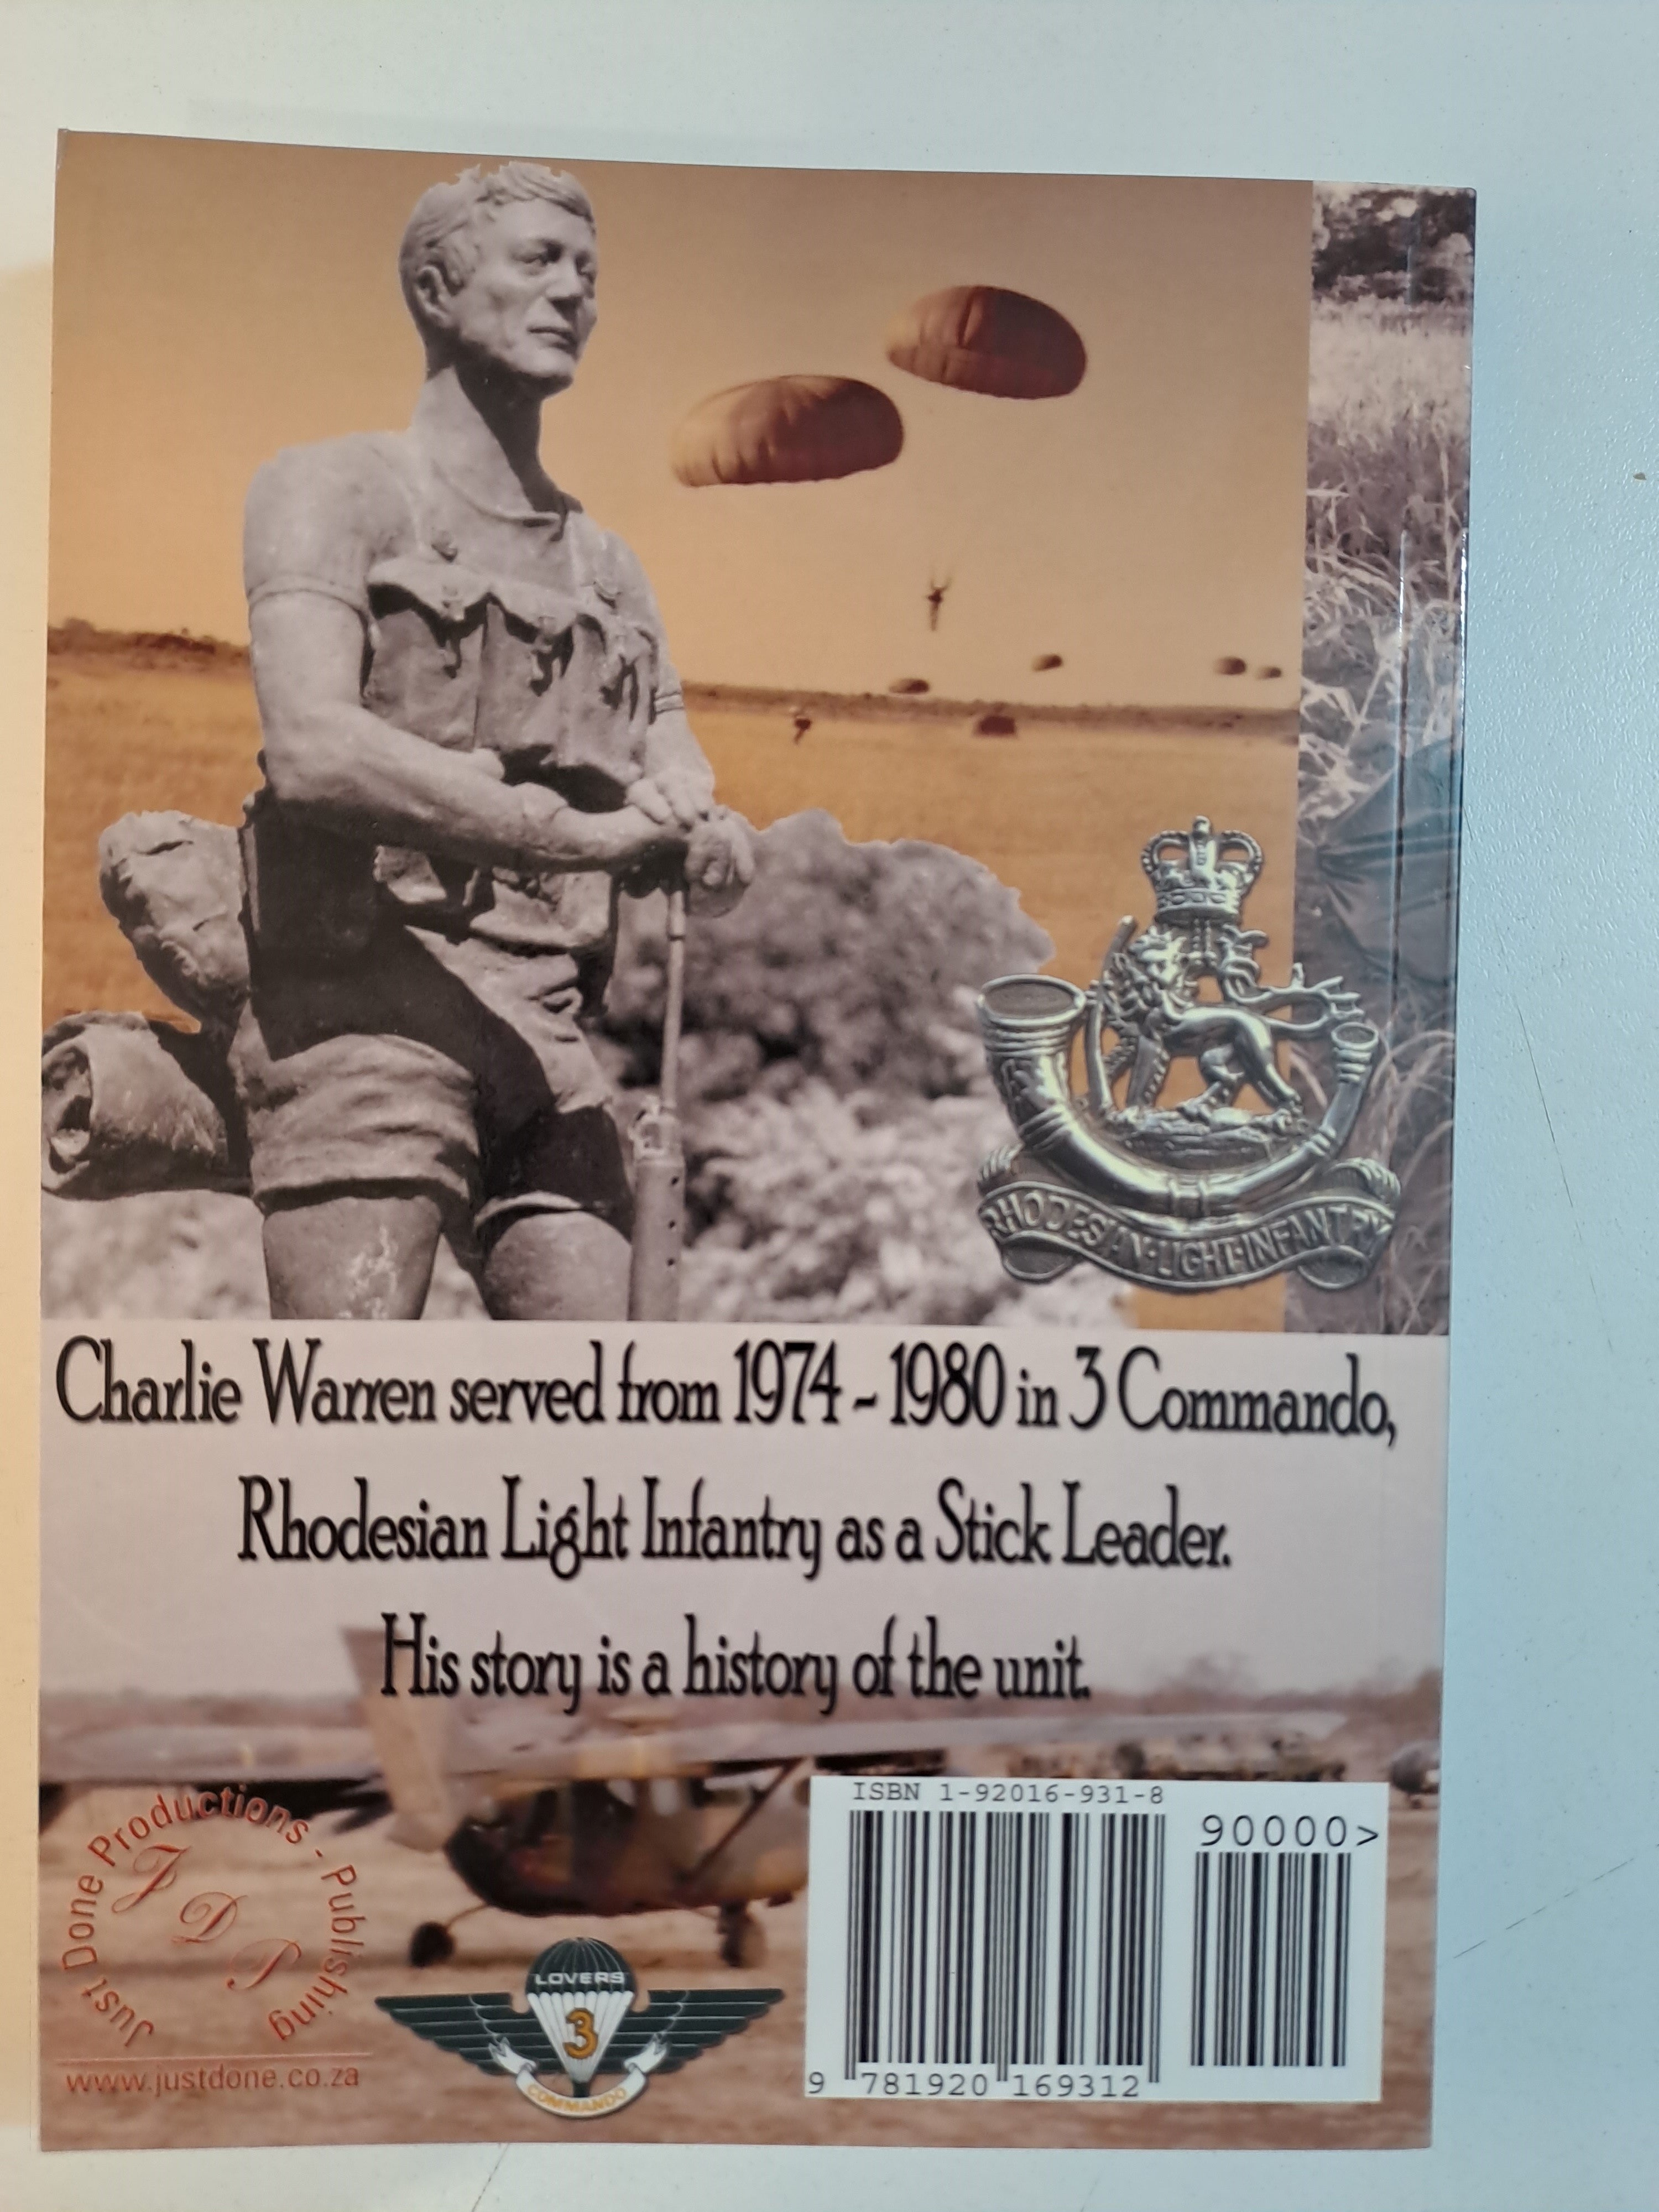 RHODESIAN·LIGHT·INFANTRY
Charlie Warren served from 1974 - 1980 in 3 Commando,
Rhodesian Light Infantry as a Stick Leader.
His story is a history of the unit.
Just Done Productions - Publishing
JDP
www.justdone.co.za
LOVERS
3
COMMANDO
ISBN 1-92016-931-8
90000>
9 781920 169312